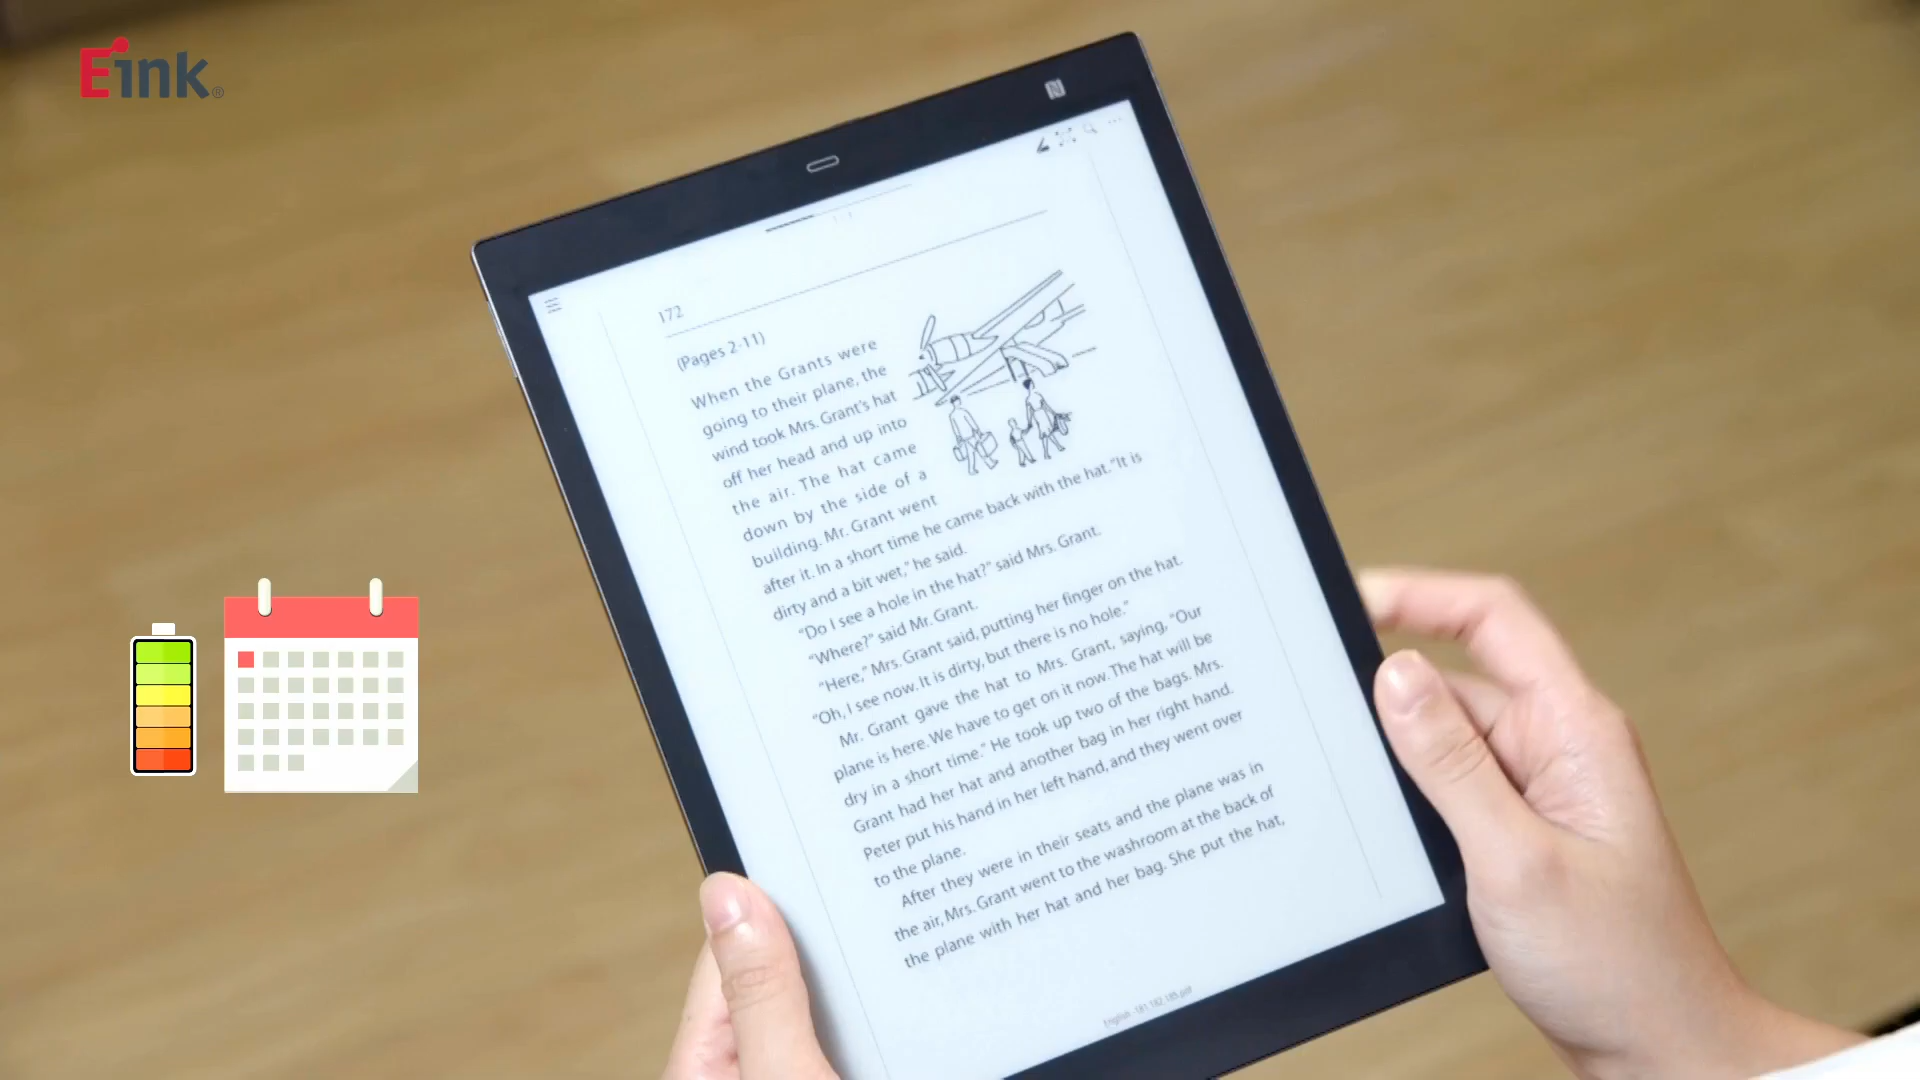 Eink®
172
(Pages 2-11)
When the Grants were
going to their plane, the
wind took Mrs. Grant's hat
off her head and up into
the air. The hat came
down by the side of a
building. Mr. Grant went
after it. In a short time he came back with the hat. "It is
dirty and a bit wet," he said.
"Do I see a hole in the hat?" said Mrs. Grant.
"Where?" said Mr. Grant.
"Here," Mrs. Grant said, putting her finger on the hat.
"Oh, I see now. It is dirty, but there is no hole."
Mr. Grant gave the hat to Mrs. Grant, saying, "Our
plane is here. We have to get on it now. The hat will be
dry in a short time." He took up two of the bags. Mrs.
Grant had her hat and another bag in her right hand.
Peter put his hand in her left hand, and they went over
to the plane.
After they were in their seats and the plane was in
the air, Mrs. Grant went to the washroom at the back of
the plane with her hat and her bag. She put the hat,
English-181,182,185.pdf